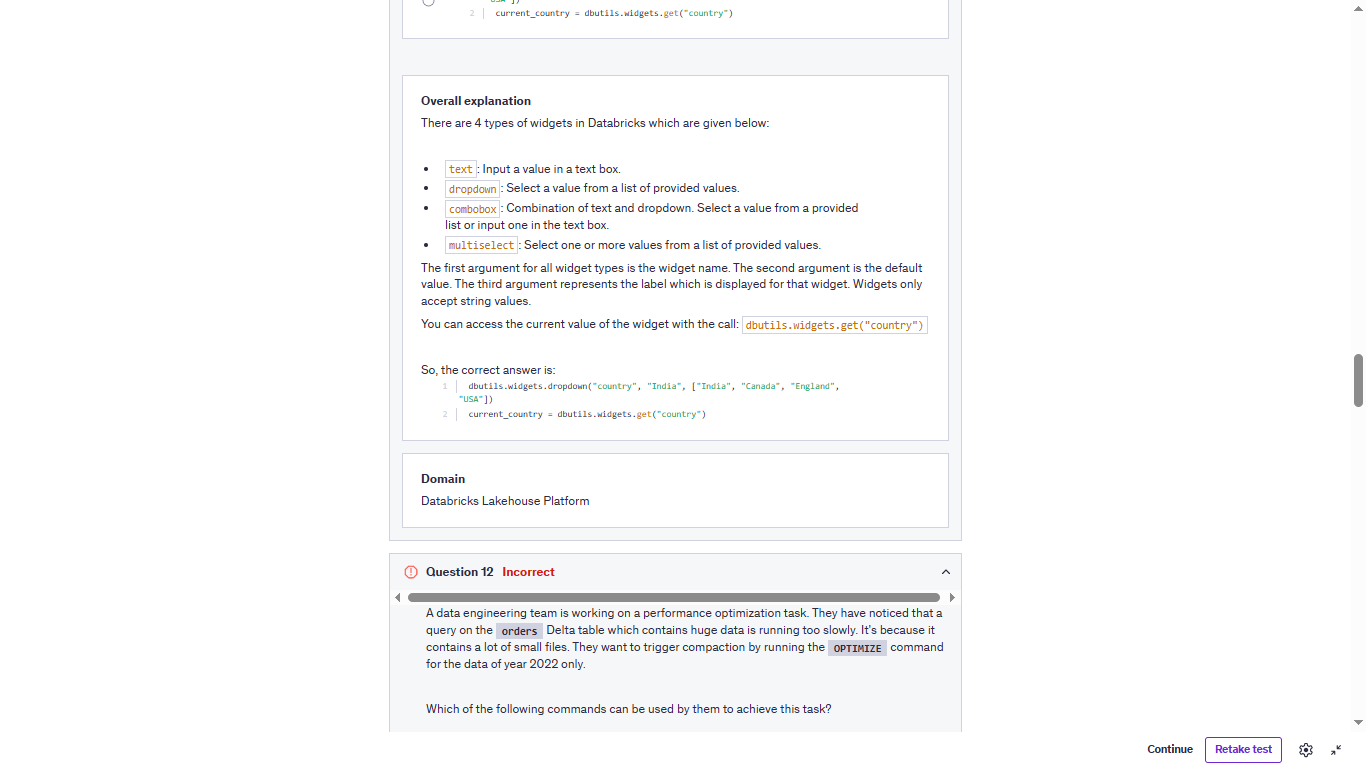 2 current_country = dbutils.widgets.get("country")
Overall explanation
There are 4 types of widgets in Databricks which are given below:
text: Input a value in a text box.
dropdown: Select a value from a list of provided values.
combobox: Combination of text and dropdown. Select a value from a provided
list or input one in the text box.
multiselect: Select one or more values from a list of provided values.
The first argument for all widget types is the widget name. The second argument is the default
value. The third argument represents the label which is displayed for that widget. Widgets only
accept string values.
You can access the current value of the widget with the call: dbutils.widgets.get("country")
So, the correct answer is:
1 dbutils.widgets.dropdown("country", "India", ["India", "Canada", "England",
"USA"])
2 current_country = dbutils.widgets.get("country")
Domain
Databricks Lakehouse Platform
Question 12 Incorrect
A data engineering team is working on a performance optimization task. They have noticed that a
query on the orders Delta table which contains huge data is running too slowly. It's because it
contains a lot of small files. They want to trigger compaction by running the OPTIMIZE command
for the data of year 2022 only.
Which of the following commands can be used by them to achieve this task?
Continue
Retake test